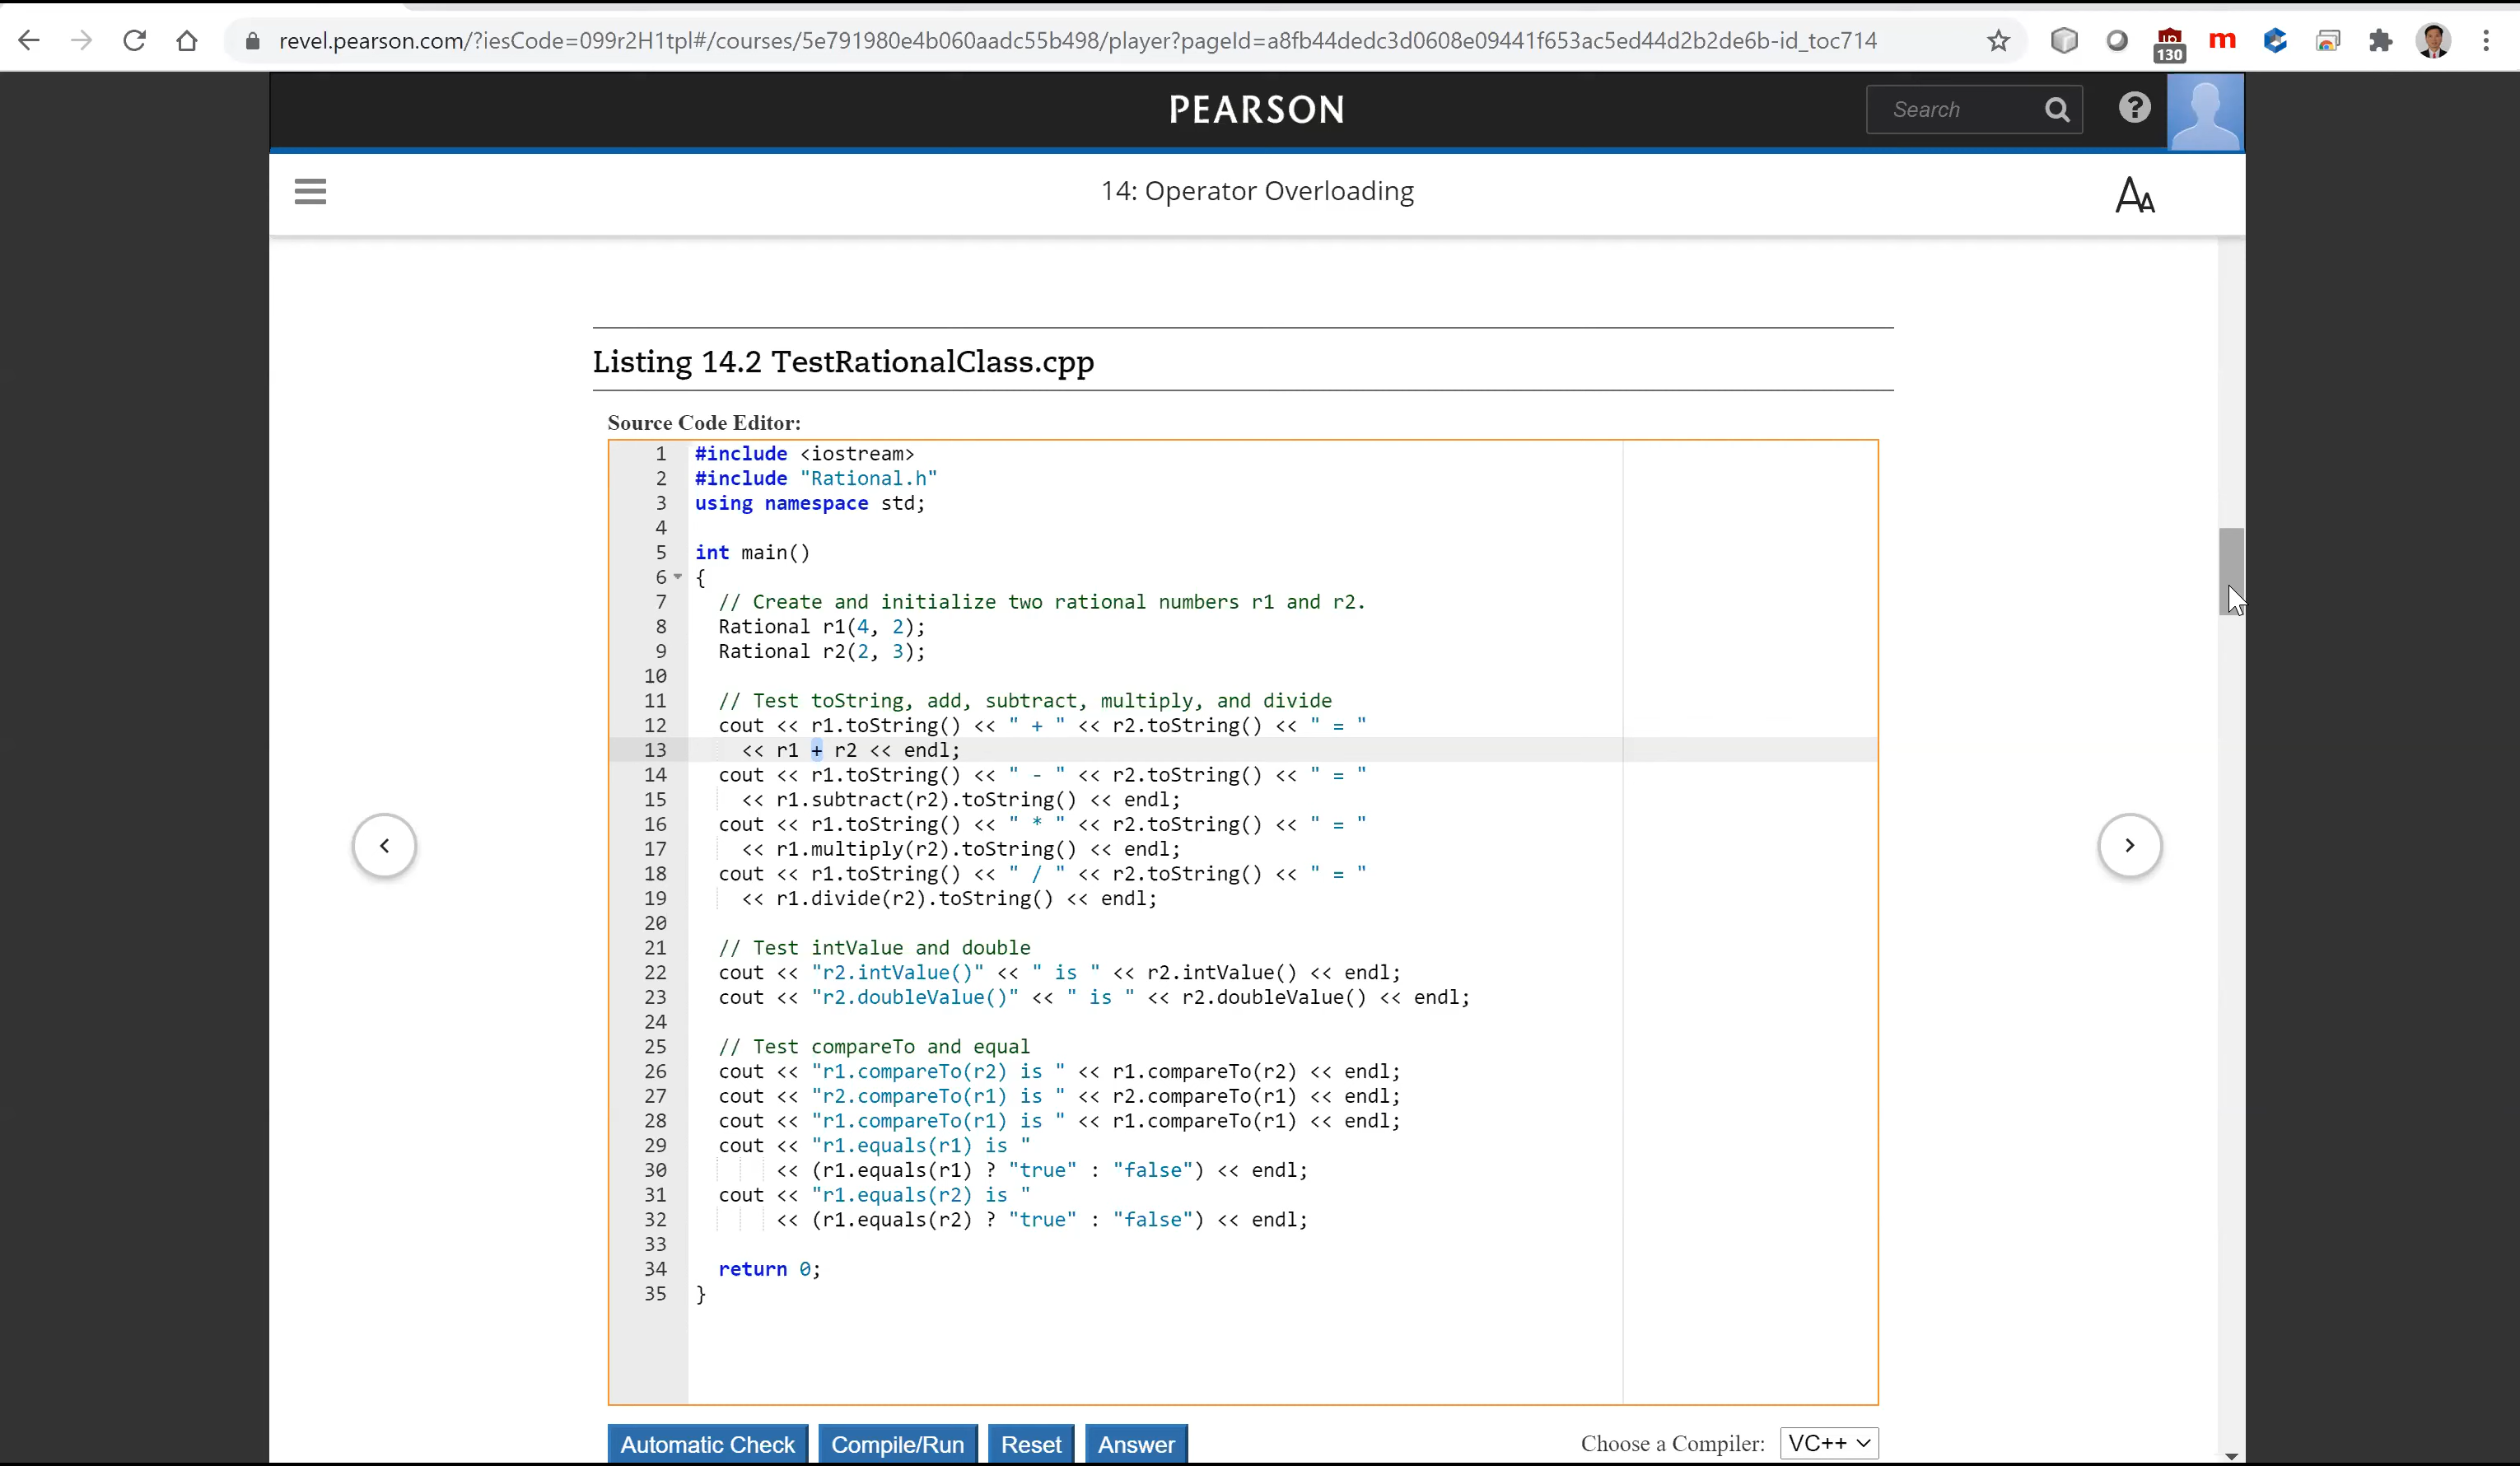 revel.pearson.com/?iesCode=099r2H1tpl#/courses/5e791980e4b060aadc55b498/player?pageId=a8fb44dedc3d0608e09441f653ac5ed44d2b2de6b-id_toc714
130
m
PEARSON
Search
?
14: Operator Overloading
AA
Listing 14.2 TestRationalClass.cpp
Source Code Editor:
1 #include <iostream>
2 #include "Rational.h"
3 using namespace std;
4
5 int main()
6 {
7 // Create and initialize two rational numbers r1 and r2.
8 Rational r1(4, 2);
9 Rational r2(2, 3);
10
11 // Test toString, add, subtract, multiply, and divide
12 cout << r1.toString() << " + " << r2.toString() << " = "
13 << r1 + r2 << endl;
14 cout << r1.toString() << " - " << r2.toString() << " = "
15 << r1.subtract(r2).toString() << endl;
16 cout << r1.toString() << " * " << r2.toString() << " = "
17 << r1.multiply(r2).toString() << endl;
18 cout << r1.toString() << " / " << r2.toString() << " = "
19 << r1.divide(r2).toString() << endl;
20
21 // Test intValue and double
22 cout << "r2.intValue()" << " is " << r2.intValue() << endl;
23 cout << "r2.doubleValue()" << " is " << r2.doubleValue() << endl;
24
25 // Test compareTo and equal
26 cout << "r1.compareTo(r2) is " << r1.compareTo(r2) << endl;
27 cout << "r2.compareTo(r1) is " << r2.compareTo(r1) << endl;
28 cout << "r1.compareTo(r1) is " << r1.compareTo(r1) << endl;
29 cout << "r1.equals(r1) is "
30 << (r1.equals(r1) ? "true" : "false") << endl;
31 cout << "r1.equals(r2) is "
32 << (r1.equals(r2) ? "true" : "false") << endl;
33
34 return 0;
35 }
Automatic Check Compile/Run Reset Answer Choose a Compiler: VC++